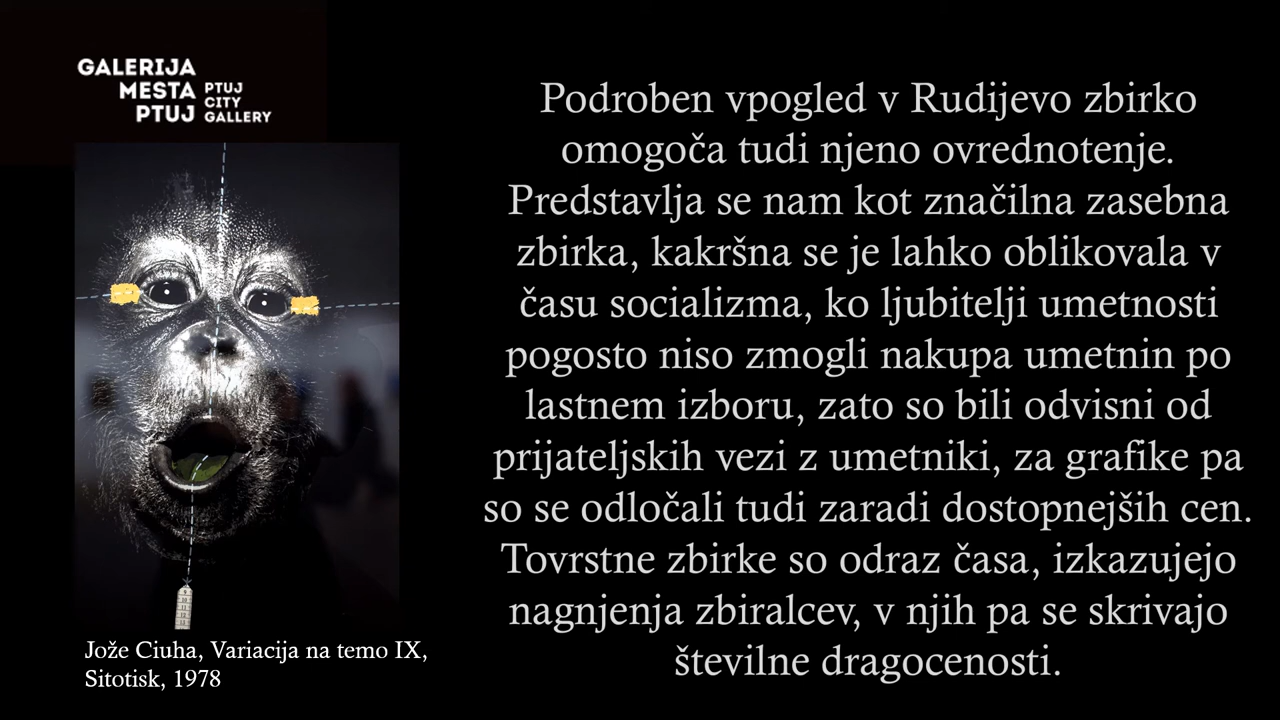 GALERIJA
MESTA
PTUJ
PTUJ
CITY
GALLERY
Podroben vpogled v Rudijevo zbirko
omogoča tudi njeno ovrednotenje.
Predstavlja se nam kot značilna zasebna
zbirka, kakršna se je lahko oblikovala v
času socializma, ko ljubitelji umetnosti
pogosto niso zmogli nakupa umetnin po
lastnem izboru, zato so bili odvisni od
prijateljskih vezi z umetniki, za grafike pa
so se odločali tudi zaradi dostopnejših cen.
Tovrstne zbirke so odraz časa, izkazujejo
nagnjenja zbiralcev, v njih pa se skrivajo
številne dragocenosti.
Jože Ciuha, Variacija na temo IX,
Sitotisk, 1978